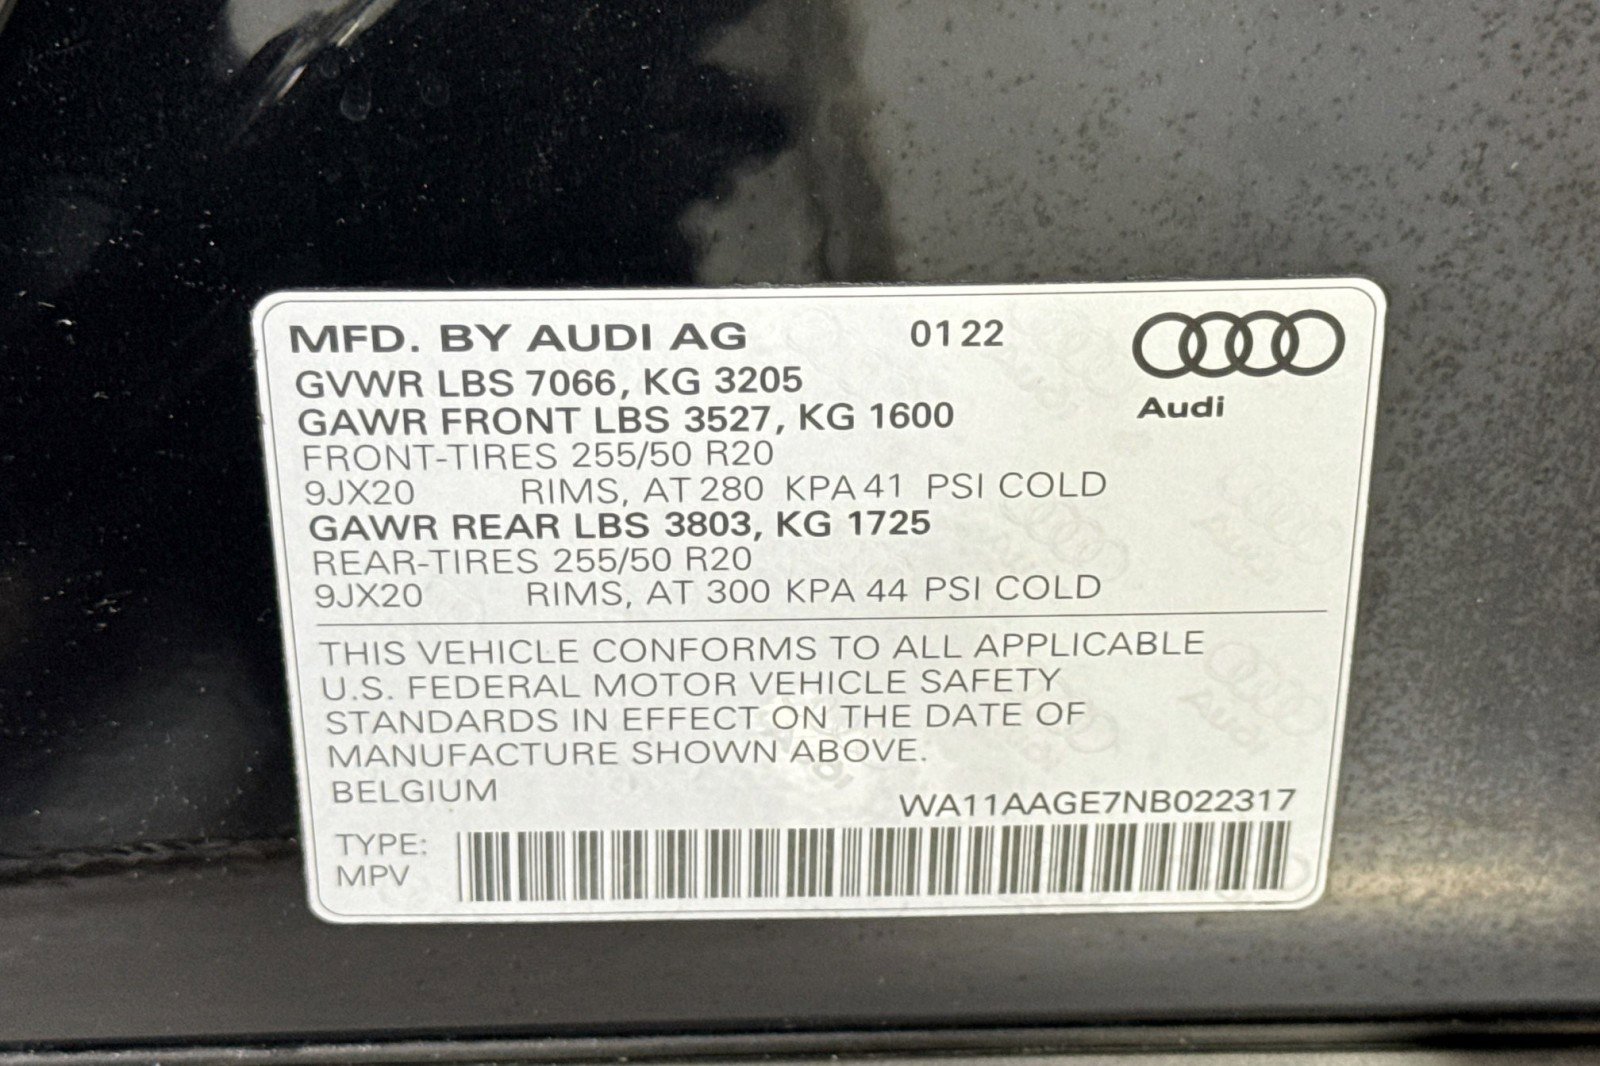 MFD. BY AUDI AG 01 22
Audi
GVWR LBS 7066, KG 3205
GAWR FRONT LBS 3527, KG 1600
FRONT-TIRES 255/50 R20
9JX20 RIMS, AT 280 KPA 41 PSI COLD
GAWR REAR LBS 3803, KG 1725
REAR-TIRES 255/50 R20
9JX20 RIMS, AT 300 KPA 44 PSI COLD
THIS VEHICLE CONFORMS TO ALL APPLICABLE
U.S. FEDERAL MOTOR VEHICLE SAFETY
STANDARDS IN EFFECT ON THE DATE OF
MANUFACTURE SHOWN ABOVE.
BELGIUM
WA11AAGE7NB022317
TYPE:
MPV